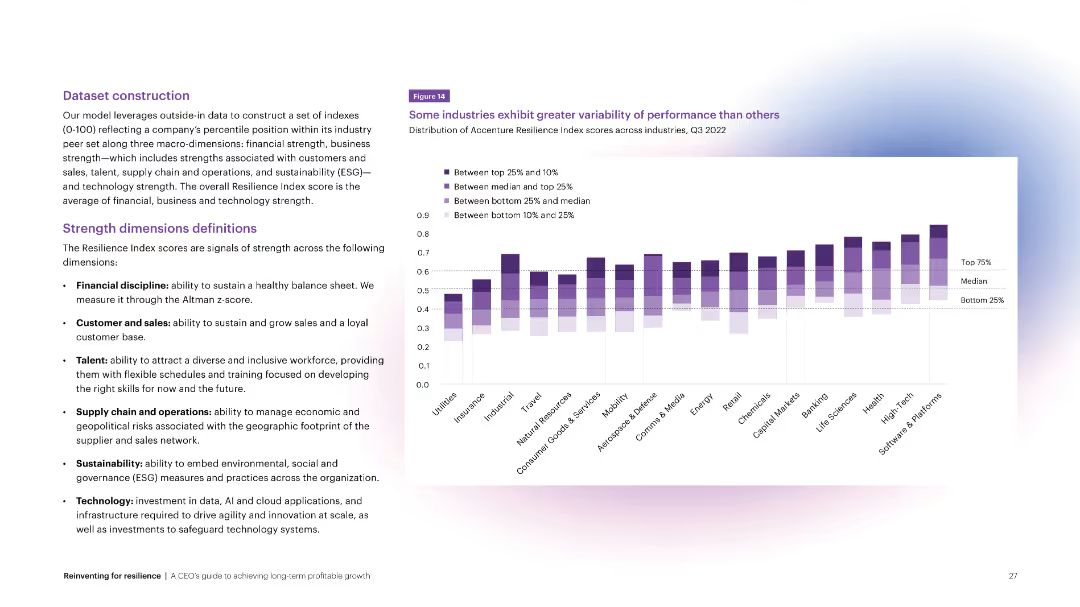 Dataset construction
Our model leverages outside-in data to construct a set of indexes
(0-100) reflecting a company's percentile position within its industry
peer set along three macro-dimensions: financial strength, business
strength—which includes strengths associated with customers and
sales, talent, supply chain and operations, and sustainability (ESG)—
and technology strength. The overall Resilience Index score is the
average of financial, business and technology strength.
Strength dimensions definitions
The Resilience Index scores are signals of strength across the following
dimensions:
• Financial discipline: ability to sustain a healthy balance sheet. We
measure it through the Altman z-score.
• Customer and sales: ability to sustain and grow sales and a loyal
customer base.
• Talent: ability to attract a diverse and inclusive workforce, providing
them with flexible schedules and training focused on developing
the right skills for now and the future.
• Supply chain and operations: ability to manage economic and
geopolitical risks associated with the geographic footprint of the
supplier and sales network.
• Sustainability: ability to embed environmental, social and
governance (ESG) measures and practices across the organization.
• Technology: investment in data, AI and cloud applications, and
infrastructure required to drive agility and innovation at scale, as
well as investments to safeguard technology systems.
Figure 14
Some industries exhibit greater variability of performance than others
Distribution of Accenture Resilience Index scores across industries, Q3 2022
Between top 25% and 10%
Between median and top 25%
Between bottom 25% and median
Between bottom 10% and 25%
0.9
0.8
0.7
0.6
0.5
0.4
0.3
0.2
0.1
0.0
Top 75%
Median
Bottom 25%
Utilities
Insurance
Industrial
Travel
Natural Resources
Consumer Goods & Services
Mobility
Aerospace & Defense
Comms & Media
Energy
Retail
Chemicals
Capital Markets
Banking
Life Sciences
Health
High-Tech
Software & Platforms
Reinventing for resilience | A CEO's guide to achieving long-term profitable growth
27